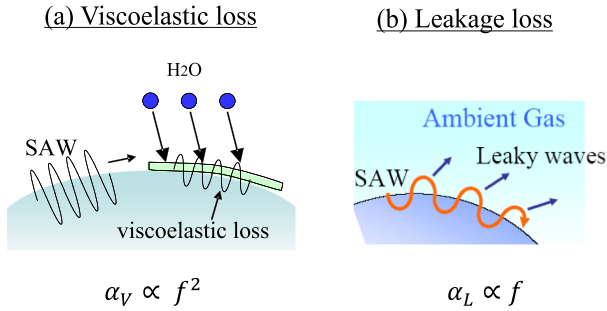 (a) Viscoelastic loss
H2O
SAW
viscoelastic loss
αV ∝ f²
(b) Leakage loss
Ambient Gas
Leaky waves
SAW
αL ∝ f